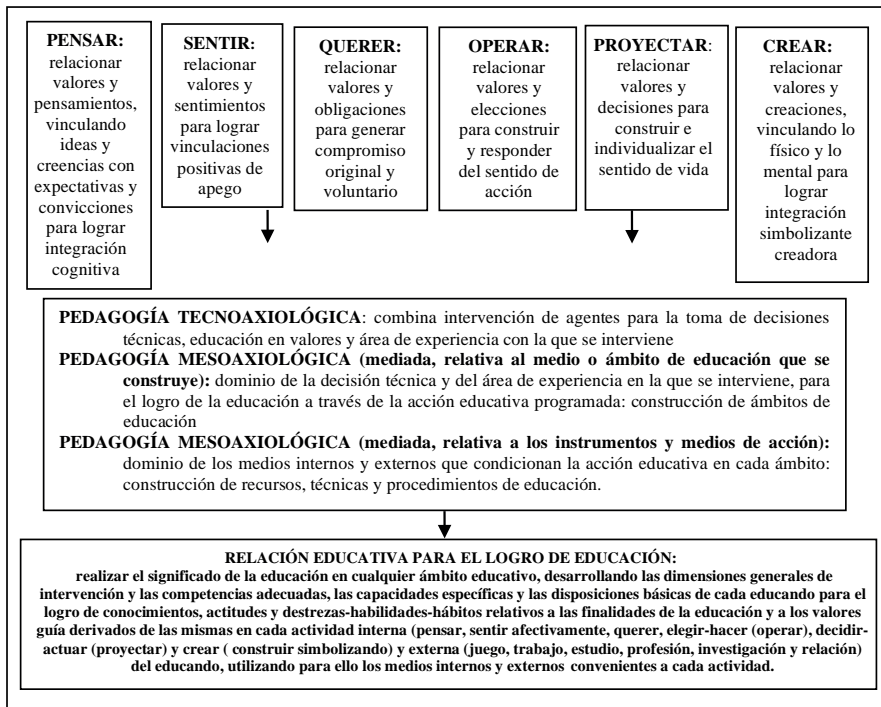 PENSAR:
relacionar
valores y
pensamientos,
vinculando
ideas y
creencias con
expectativas y
convicciones
para lograr
integración
cognitiva
SENTIR:
relacionar
valores y
sentimientos
para lograr
vinculaciones
positivas de
apego
QUERER:
relacionar
valores y
obligaciones
para generar
compromiso
original y
voluntario
OPERAR:
relacionar
valores y
elecciones
para construir
y responder
del sentido de
acción
PROYECTAR:
relacionar
valores y
decisiones para
construir e
individualizar el
sentido de vida
CREAR:
relacionar
valores y
creaciones,
vinculando lo
físico y lo
mental para
lograr
integración
simbolizante
creadora
PEDAGOGÍA TECNOAXIOLÓGICA: combina intervención de agentes para la toma de decisiones
técnicas, educación en valores y área de experiencia con la que se interviene
PEDAGOGÍA MESOAXIOLÓGICA (mediada, relativa al medio o ámbito de educación que se
construye): dominio de la decisión técnica y del área de experiencia en la que se interviene, para
el logro de la educación a través de la acción educativa programada: construcción de ámbitos de
educación
PEDAGOGÍA MESOAXIOLÓGICA (mediada, relativa a los instrumentos y medios de acción):
dominio de los medios internos y externos que condicionan la acción educativa en cada ámbito:
construcción de recursos, técnicas y procedimientos de educación.
RELACIÓN EDUCATIVA PARA EL LOGRO DE EDUCACIÓN:
realizar el significado de la educación en cualquier ámbito educativo, desarrollando las dimensiones generales de
intervención y las competencias adecuadas, las capacidades específicas y las disposiciones básicas de cada educando para el
logro de conocimientos, actitudes y destrezas-habilidades-hábitos relativos a las finalidades de la educación y a los valores
guía derivados de las mismas en cada actividad interna (pensar, sentir afectivamente, querer, elegir-hacer (operar), decidir-
actuar (proyectar) y crear ( construir simbolizando) y externa (juego, trabajo, estudio, profesión, investigación y relación)
del educando, utilizando para ello los medios internos y externos convenientes a cada actividad.